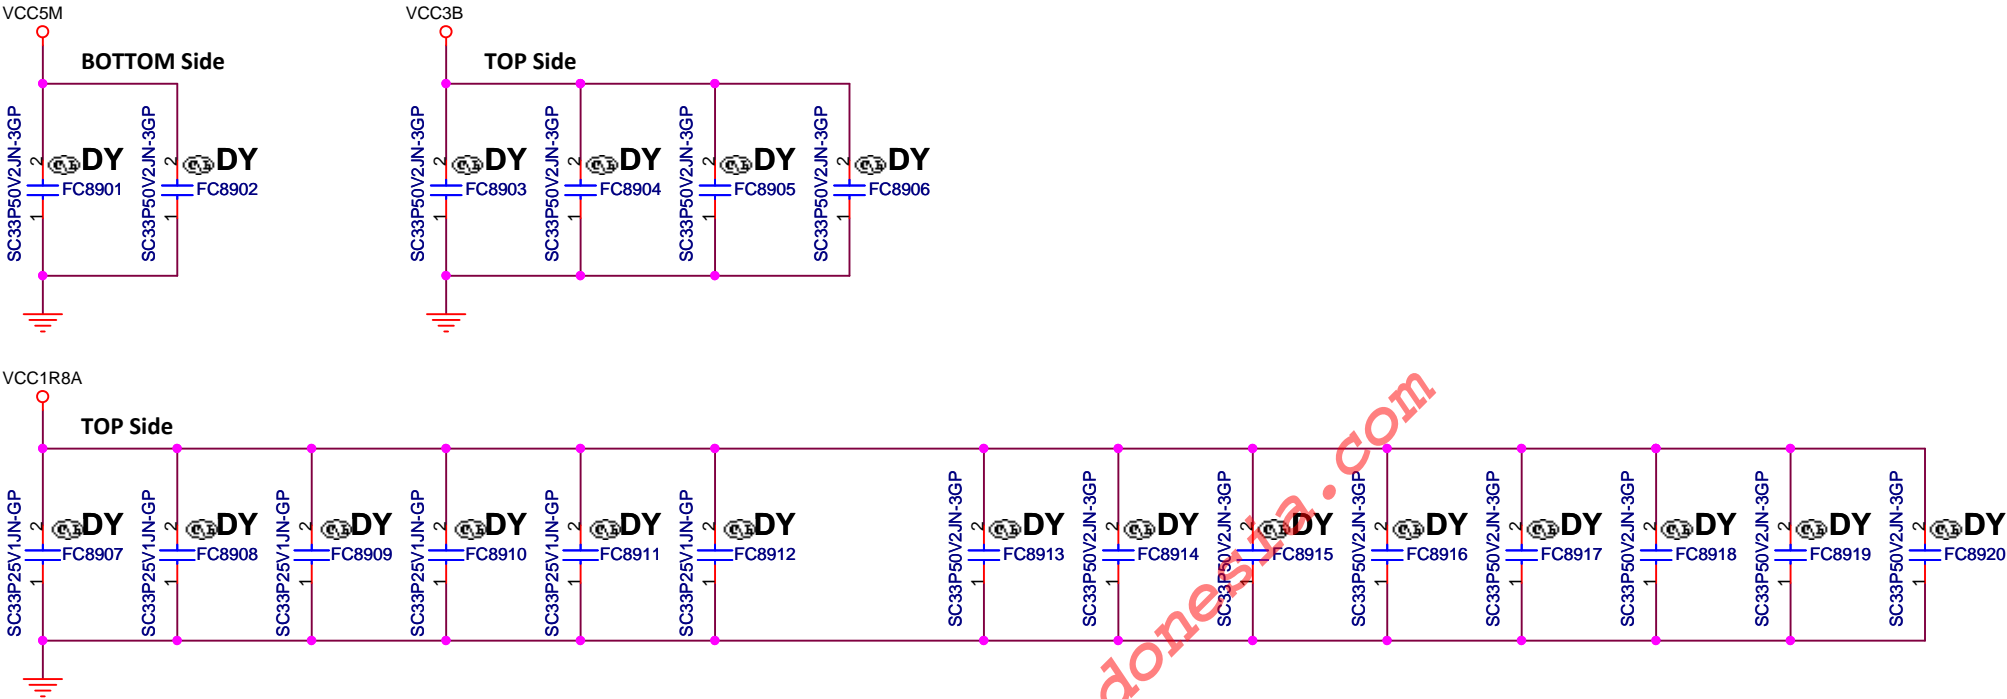 VCC5M
BOTTOM Side
SC33P50V2JN-3GP
2
DY
FC8901
1
SC33P50V2JN-3GP
2
DY
FC8902
1
VCC3B
TOP Side
SC33P50V2JN-3GP
2
DY
FC8903
1
SC33P50V2JN-3GP
2
DY
FC8904
1
SC33P50V2JN-3GP
2
DY
FC8905
1
SC33P50V2JN-3GP
2
DY
FC8906
1
VCC1R8A
TOP Side
SC33P25V1JN-GP
2
DY
FC8907
1
SC33P25V1JN-GP
2
DY
FC8908
1
SC33P25V1JN-GP
2
DY
FC8909
1
SC33P25V1JN-GP
2
DY
FC8910
1
SC33P25V1JN-GP
2
DY
FC8911
1
SC33P25V1JN-GP
2
DY
FC8912
1
SC33P50V2JN-3GP
2
DY
FC8913
1
SC33P50V2JN-3GP
2
DY
FC8914
1
SC33P50V2JN-3GP
2
DY
FC8915
1
SC33P50V2JN-3GP
2
DY
FC8916
1
SC33P50V2JN-3GP
2
DY
FC8917
1
SC33P50V2JN-3GP
2
DY
FC8918
1
SC33P50V2JN-3GP
2
DY
FC8919
1
SC33P50V2JN-3GP
2
DY
FC8920
1
donesia.com